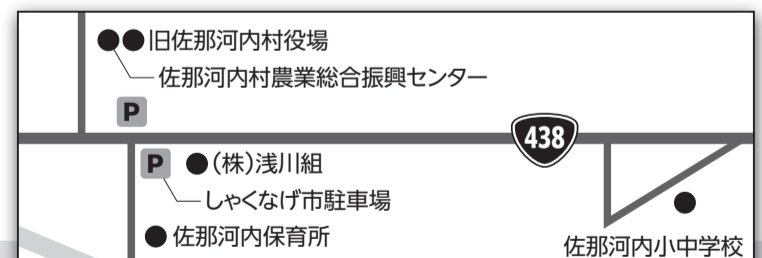 旧佐那河内村役場
佐那河内村農業総合振興センター
P
438
P (株)浅川組
しゃくなげ市駐車場
佐那河内保育所
佐那河内小中学校